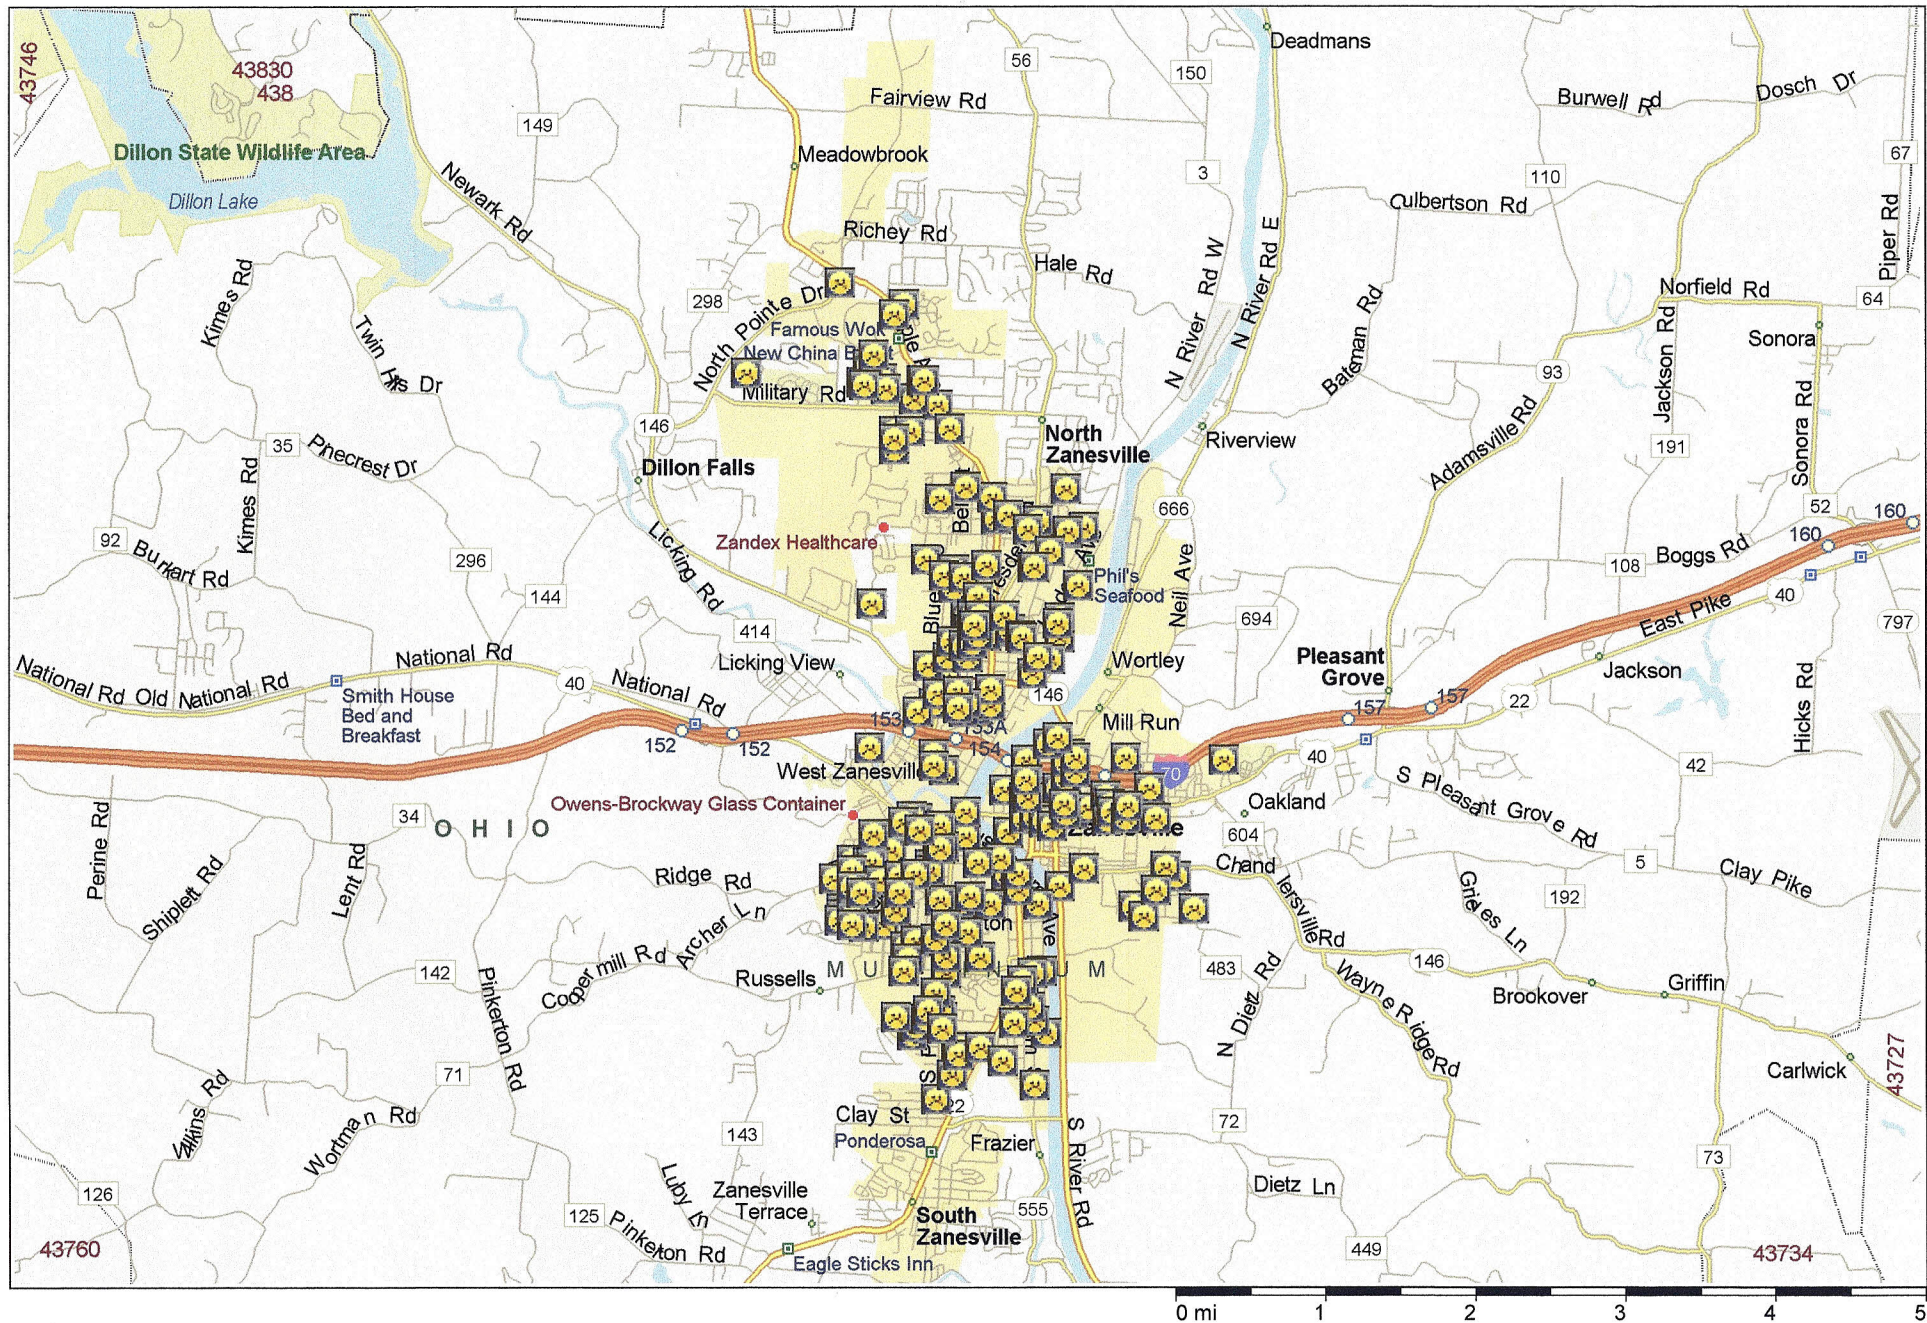 Deadmans
43746
43830
438
56
150
Burwell Rd
Dosch Dr
Fairview Rd
149
Dillon State Wildlife Area
Meadowbrook
67
3
110
Dillon Lake
Newark Rd
Culbertson Rd
Piper Rd
Richey Rd
Hale Rd
N River Rd W
N River Rd E
Kimes Rd
298
North Pointe Dr
Norfield Rd
64
Twin Hls Dr
Famous Wok
New China
Bateman Rd
Jackson Rd
Sonora
Military Rd
93
Sonora Rd
146
North
Zanesville
Riverview
35
Pinecrest Dr
191
Adamsville Rd
Dillon Falls
Kimes Rd
666
52
160
160
92
Burkart Rd
Zandex Healthcare
Licking Rd
Boggs Rd
296
108
144
Phil's
Seafood
Neil Ave
40
Blue
East Pike
694
797
414
National Rd
Licking View
Wortley
Pleasant
Grove
Jackson
National Rd Old National Rd
40
National Rd
146
157
157
22
Hicks Rd
Smith House
Bed and
Breakfast
153
154
Mill Run
152
152
West Zanesville
70
40
42
S Pleasant Grove Rd
Owens-Brockway Glass Container
Oakland
Perine Rd
34
OHIO
604
5
Shiplett Rd
Lent Rd
Ridge Rd
Chandlersville Rd
Clay Pike
Archer Ln
Grides Ln
192
Ave
Coopermill Rd
142
Russells
M U
U M
483
146
Pinkerton Rd
N Dietz Rd
Wayne Ridge Rd
Brookover
Griffin
71
Carlwick
43727
Wilkins Rd
Wortman Rd
S
22
Clay St
143
Ponderosa
Frazier
S River Rd
72
73
126
Luby Ln
Zanesville
Terrace
Dietz Ln
125
Pinkerton Rd
South
Zanesville
555
43760
Eagle Sticks Inn
449
43734
0 mi
1
2
3
4
5